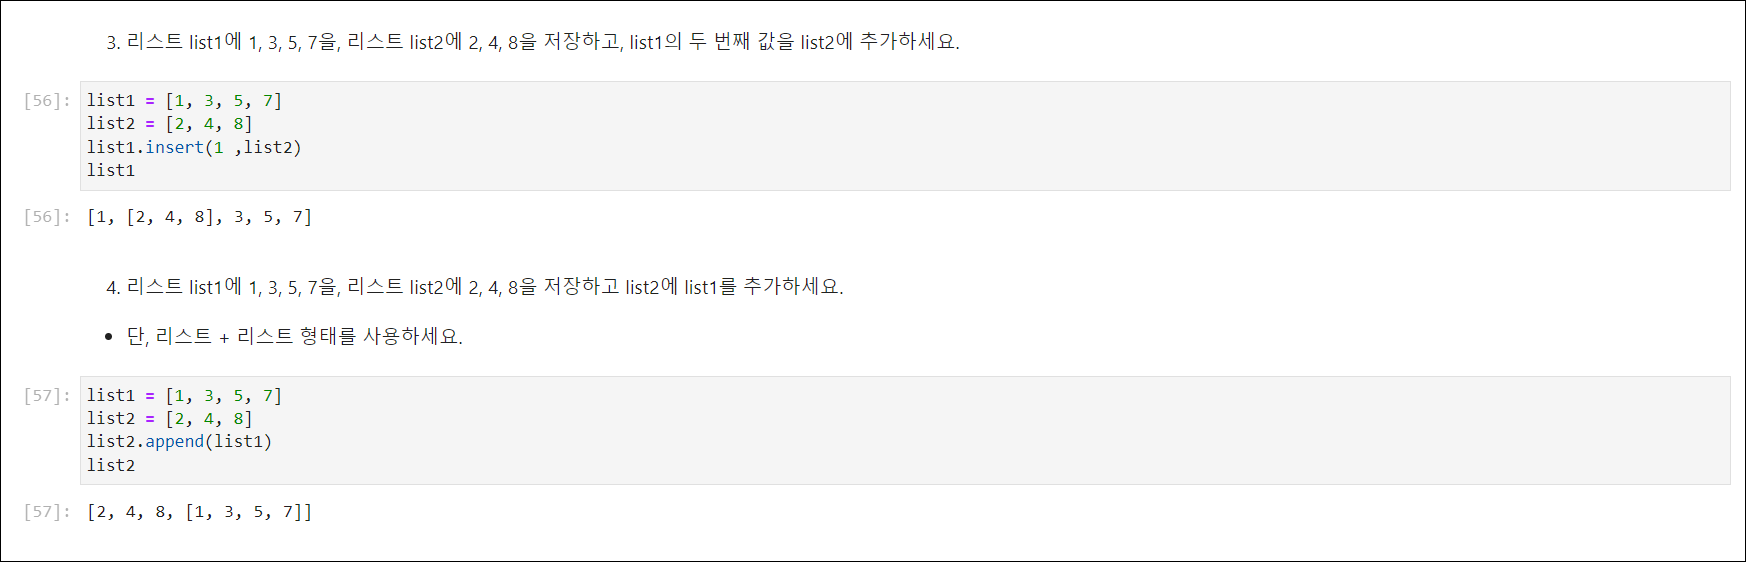 3. 리스트 list1에 1, 3, 5, 7을, 리스트 list2에 2, 4, 8을 저장하고, list1의 두 번째 값을 list2에 추가하세요.
[56]: list1 = [1, 3, 5, 7]
list2 = [2, 4, 8]
list1.insert(1 ,list2)
list1
[56]: [1, [2, 4, 8], 3, 5, 7]
4. 리스트 list1에 1, 3, 5, 7을, 리스트 list2에 2, 4, 8을 저장하고 list2에 list1를 추가하세요.
• 단, 리스트 + 리스트 형태를 사용하세요.
[57]: list1 = [1, 3, 5, 7]
list2 = [2, 4, 8]
list2.append(list1)
list2
[57]: [2, 4, 8, [1, 3, 5, 7]]